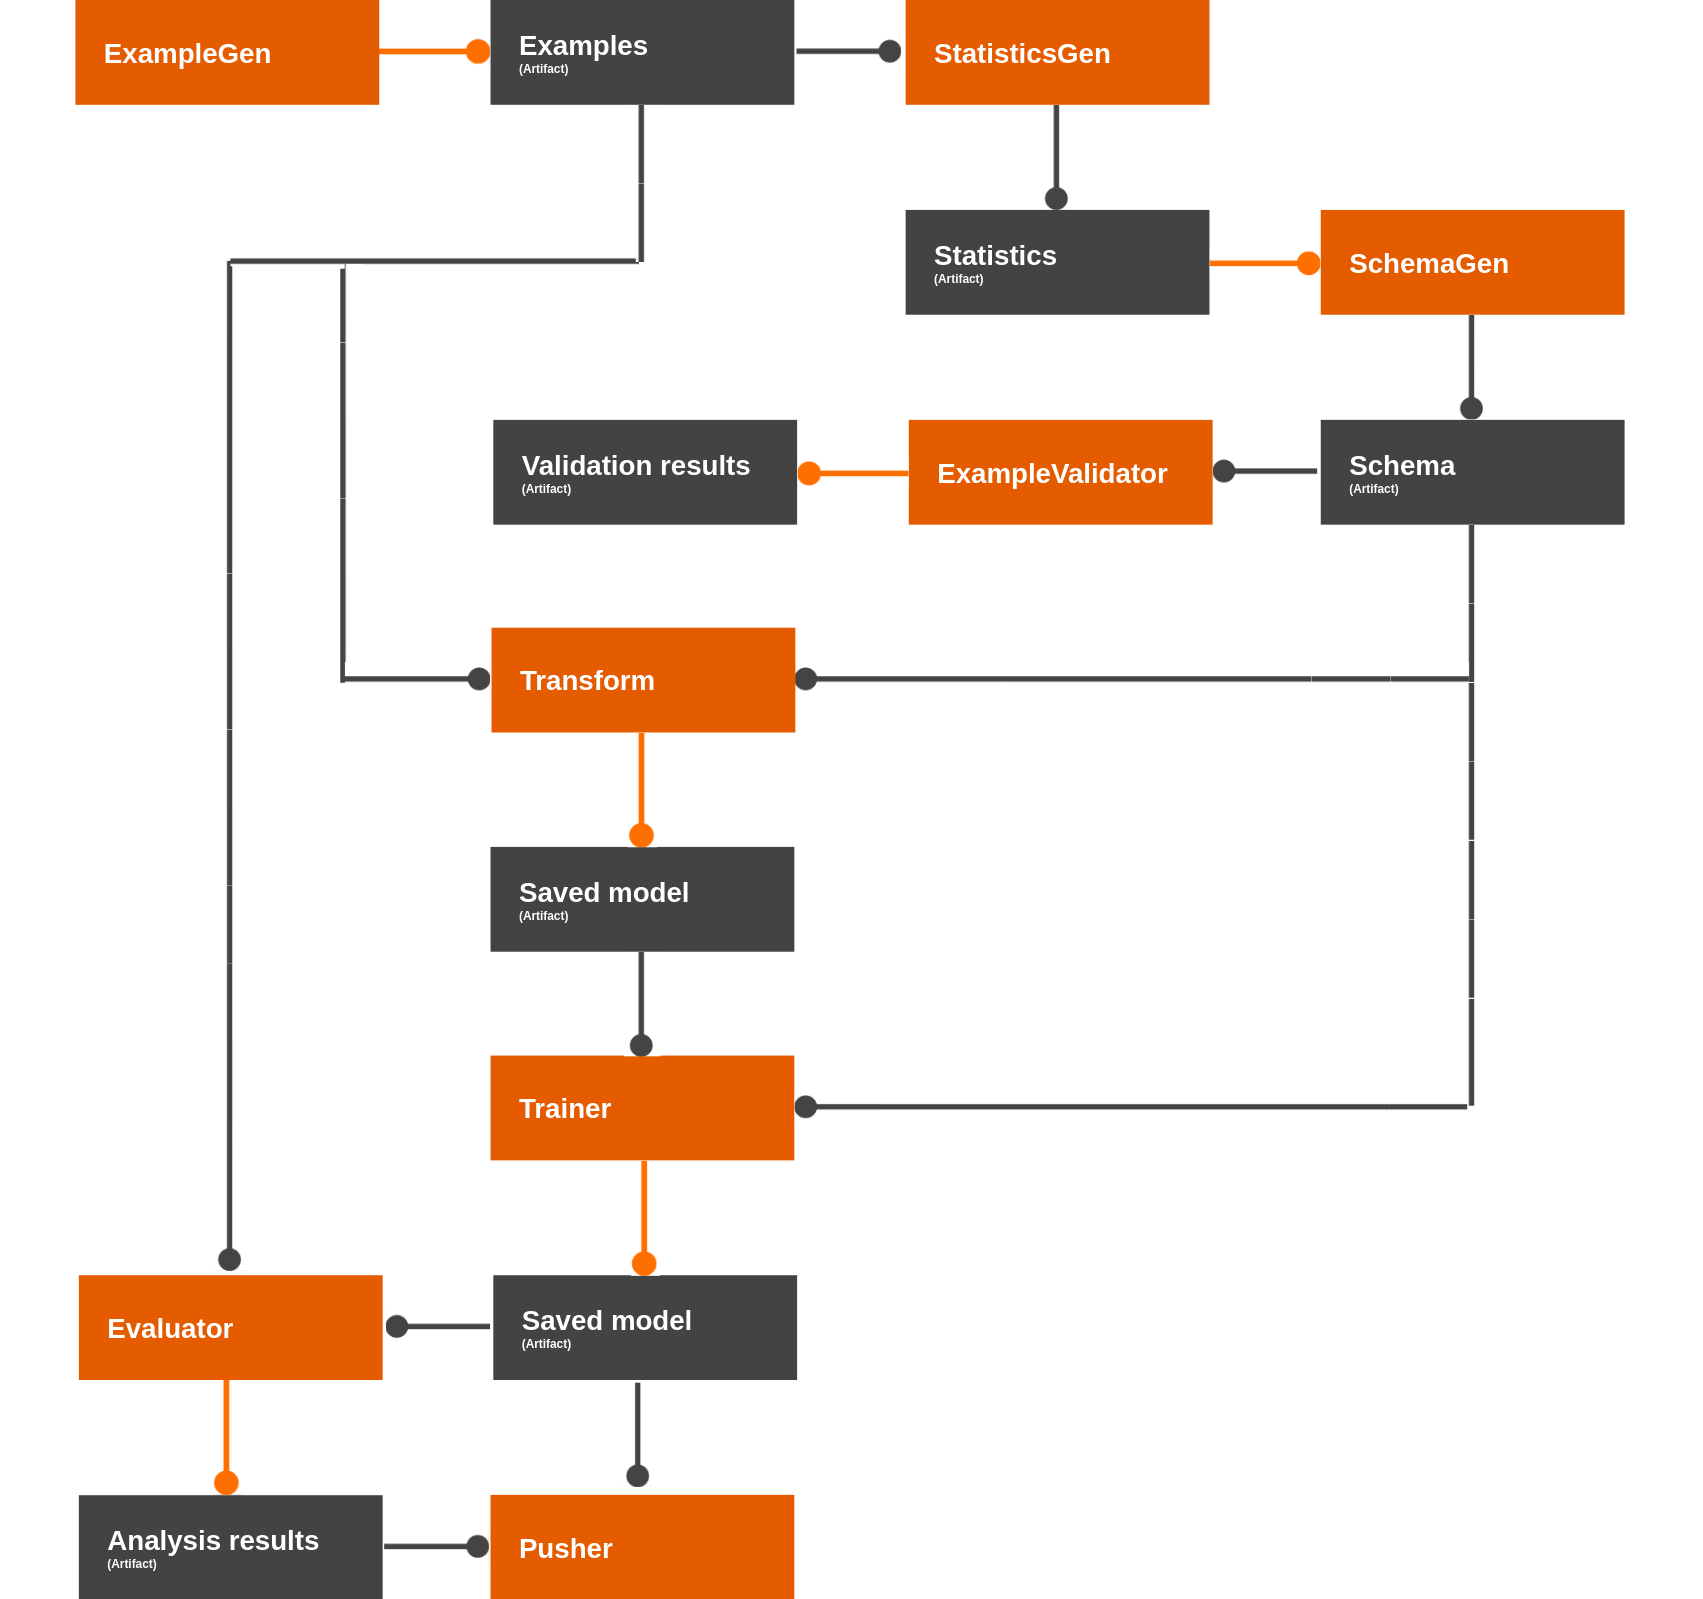 ExampleGen
Examples
(Artifact)
StatisticsGen
Statistics
(Artifact)
SchemaGen
Validation results
(Artifact)
ExampleValidator
Schema
(Artifact)
Transform
Saved model
(Artifact)
Trainer
Evaluator
Saved model
(Artifact)
Analysis results
(Artifact)
Pusher